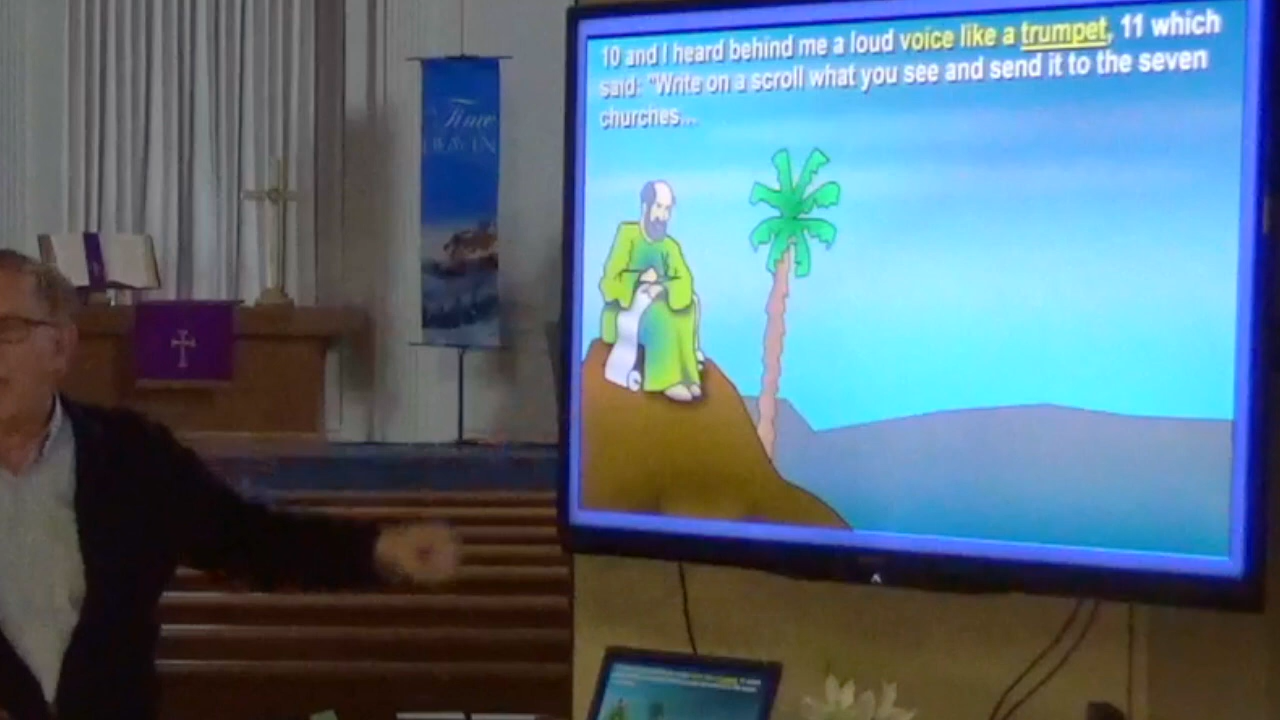 10 and I heard behind me a loud voice like a trumpet, 11 which
said: "Write on a scroll what you see and send it to the seven
churches...
Time